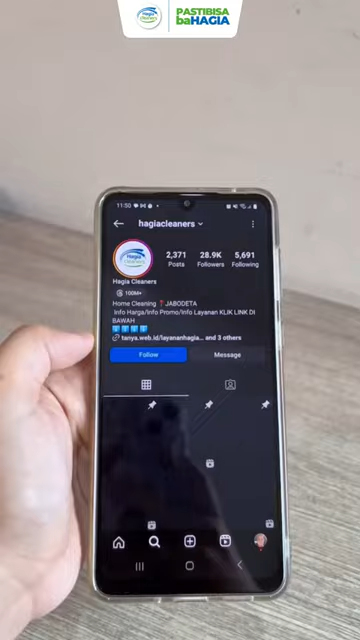 Hagia Cleaners
PASTIBISA
baHAGIA
11:50
hagiacleaners
2,371
28.9K
5,691
Posts
Followers
Following
Hagia Cleaners
100M+
Home Cleaning 📍JABODETA
Info Harga/Info Promo/Info Layanan KLIK LINK DI
BAWAH
⬇️⬇️⬇️⬇️
tanya.web.id/layananhagia... and 3 others
Follow
Message